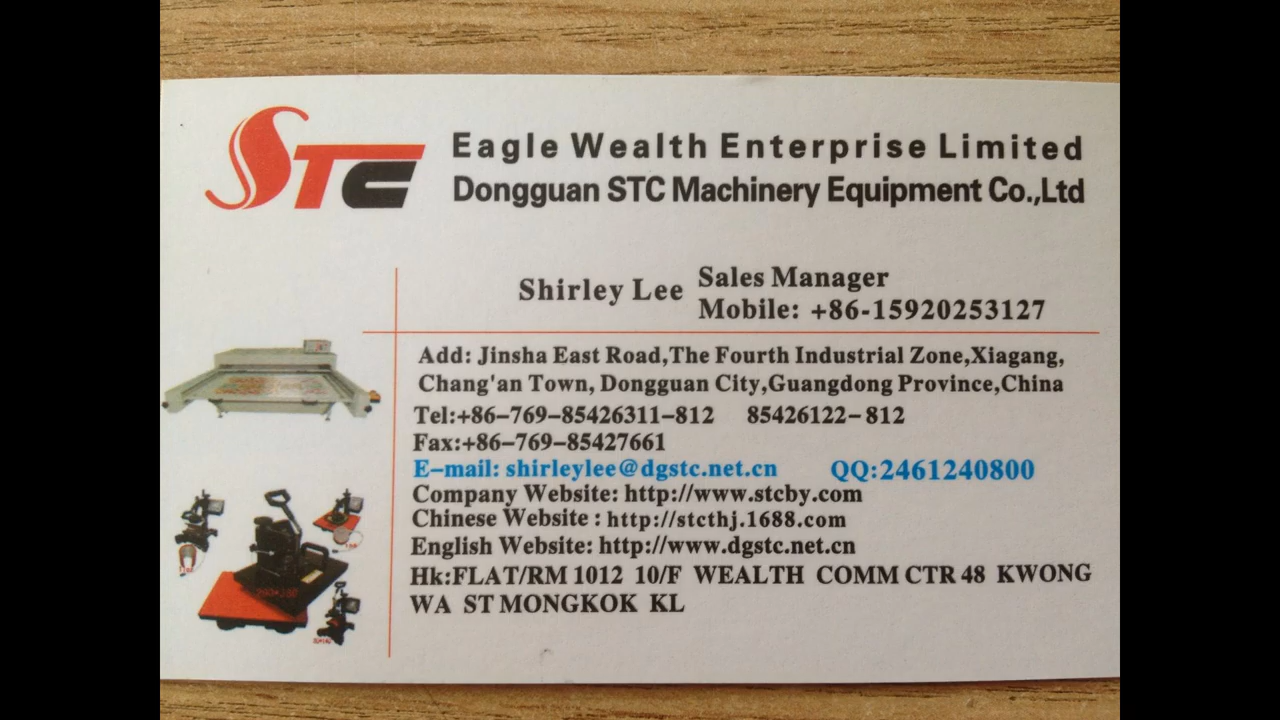 STC
Eagle Wealth Enterprise Limited
Dongguan STC Machinery Equipment Co.,Ltd
Shirley Lee
Sales Manager
Mobile: +86-15920253127
Add: Jinsha East Road,The Fourth Industrial Zone,Xiagang,
Chang'an Town, Dongguan City,Guangdong Province,China
Tel:+86-769-85426311-812 85426122-812
Fax:+86-769-85427661
E-mail: shirleylee@dgstc.net.cn QQ:2461240800
Company Website: http://www.stcby.com
Chinese Website : http://stcthj.1688.com
English Website: http://www.dgstc.net.cn
Hk:FLAT/RM 1012 10/F WEALTH COMM CTR 48 KWONG
WA ST MONGKOK KL